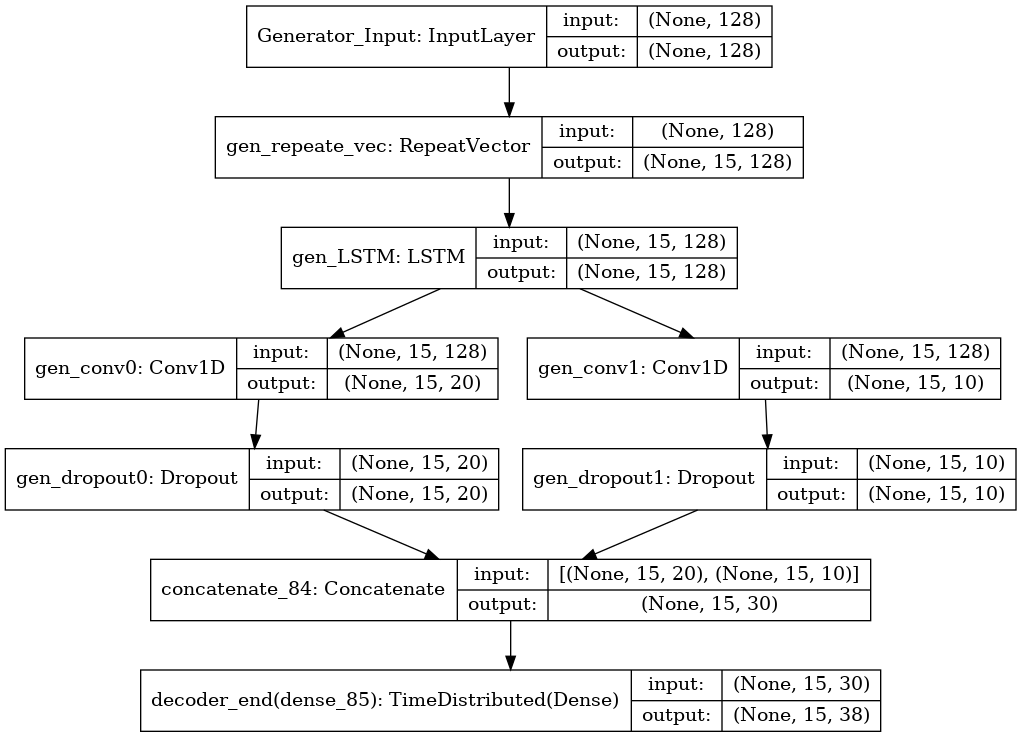 Generator_Input: InputLayer
input: (None, 128)
output: (None, 128)
gen_repeate_vec: RepeatVector
input: (None, 128)
output: (None, 15, 128)
gen_LSTM: LSTM
input: (None, 15, 128)
output: (None, 15, 128)
gen_conv0: Conv1D
input: (None, 15, 128)
output: (None, 15, 20)
gen_conv1: Conv1D
input: (None, 15, 128)
output: (None, 15, 10)
gen_dropout0: Dropout
input: (None, 15, 20)
output: (None, 15, 20)
gen_dropout1: Dropout
input: (None, 15, 10)
output: (None, 15, 10)
concatenate_84: Concatenate
input: [(None, 15, 20), (None, 15, 10)]
output: (None, 15, 30)
decoder_end(dense_85): TimeDistributed(Dense)
input: (None, 15, 30)
output: (None, 15, 38)